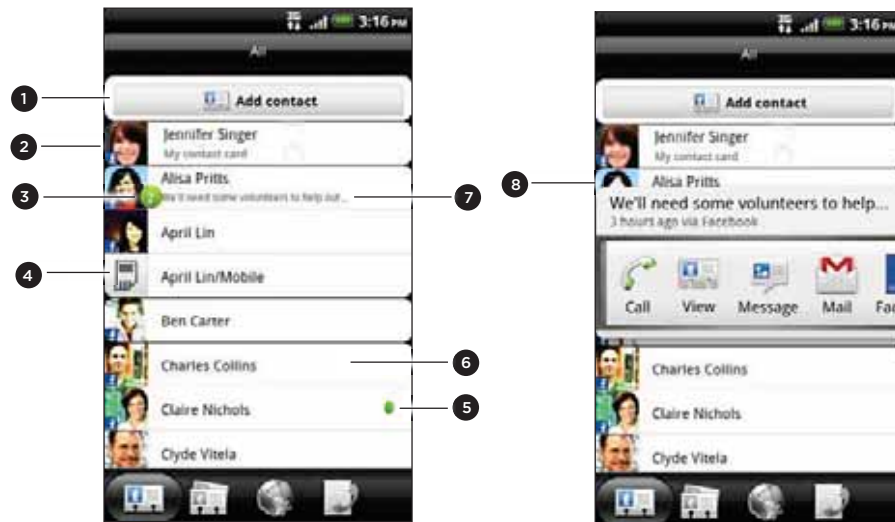 3:16 PM
All
Add contact
Jennifer Singer
My contact card
Alisa Pritts
We'll need some volunteers to help out...
April Lin
April Lin/Mobile
Ben Carter
Charles Collins
Claire Nichols
Clyde Vitela
1
2
3
4
7
6
5
3:16 PM
All
Add contact
Jennifer Singer
My contact card
8
Alisa Pritts
We'll need some volunteers to help...
3 hours ago via Facebook
Call View Message Mail Fa
Charles Collins
Claire Nichols
Clyde Vitela